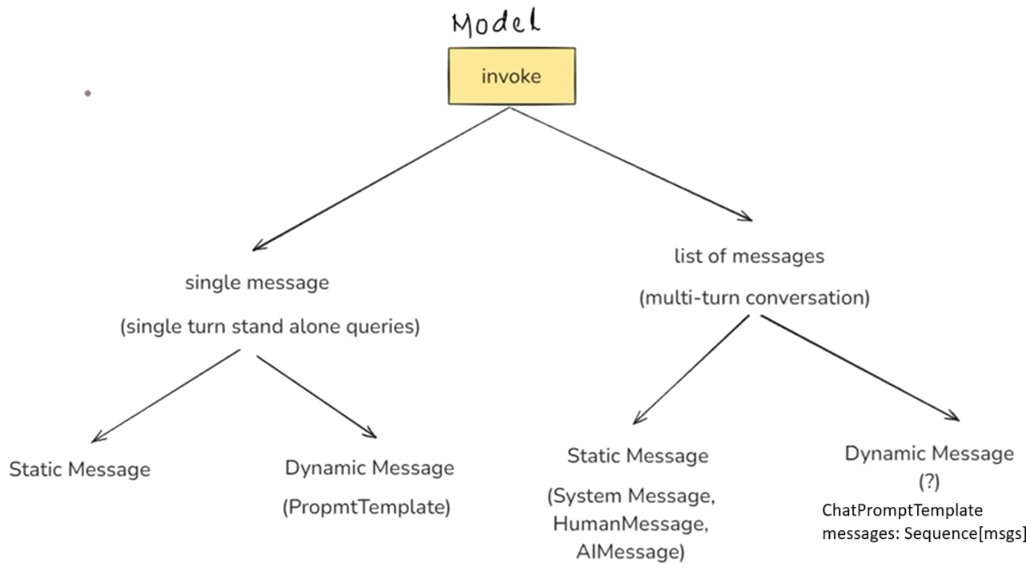 Model
invoke
single message
(single turn stand alone queries)
list of messages
(multi-turn conversation)
Static Message
Dynamic Message
(PropmtTemplate)
Static Message
(System Message,
HumanMessage,
AIMessage)
Dynamic Message
(?)
ChatPromptTemplate
messages: Sequence[msgs]